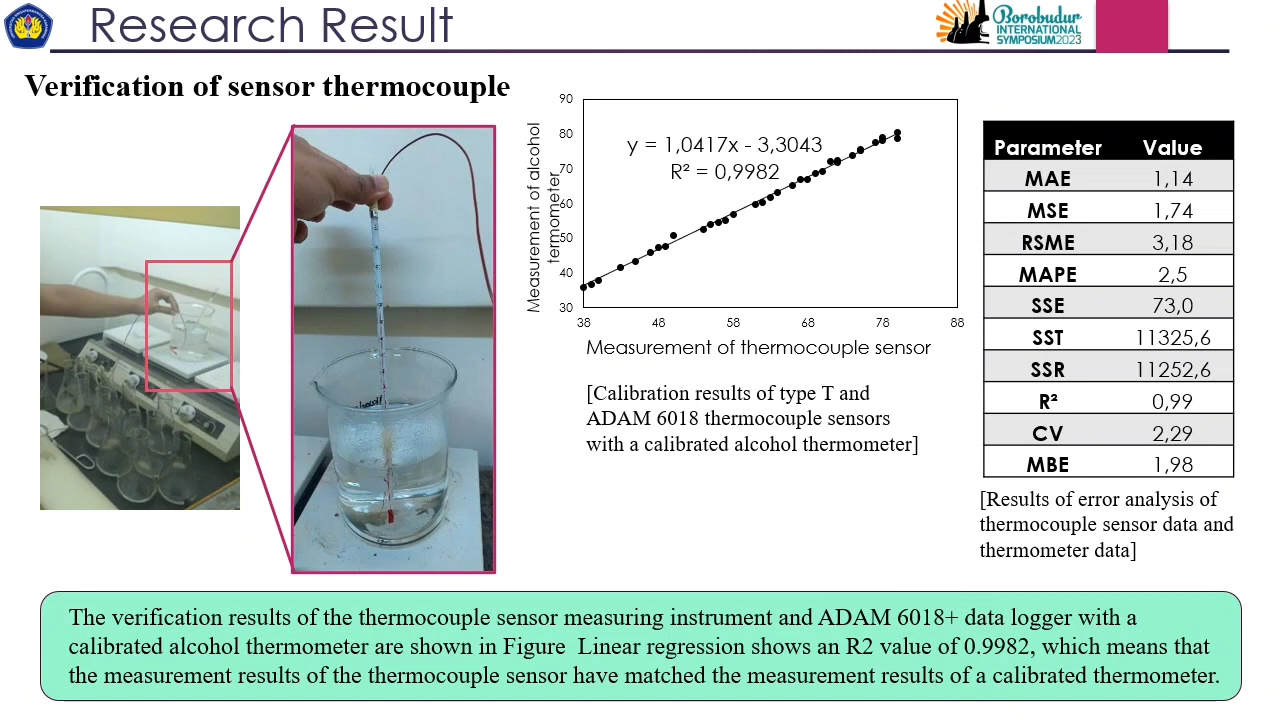 Research Result
Borobudur
INTERNATIONAL
SYMPOSIUM2023
Verification of sensor thermocouple
90
80
70
60
50
40
30
38
48
58
68
78
88
Measurement of alcohol
termometer
y = 1,0417x - 3,3043
R² = 0,9982
Measurement of thermocouple sensor
[Calibration results of type T and
ADAM 6018 thermocouple sensors
with a calibrated alcohol thermometer]
Parameter Value
MAE 1,14
MSE 1,74
RSME 3,18
MAPE 2,5
SSE 73,0
SST 11325,6
SSR 11252,6
R² 0,99
CV 2,29
MBE 1,98
[Results of error analysis of
thermocouple sensor data and
thermometer data]
The verification results of the thermocouple sensor measuring instrument and ADAM 6018+ data logger with a
calibrated alcohol thermometer are shown in Figure  Linear regression shows an R2 value of 0.9982, which means that
the measurement results of the thermocouple sensor have matched the measurement results of a calibrated thermometer.